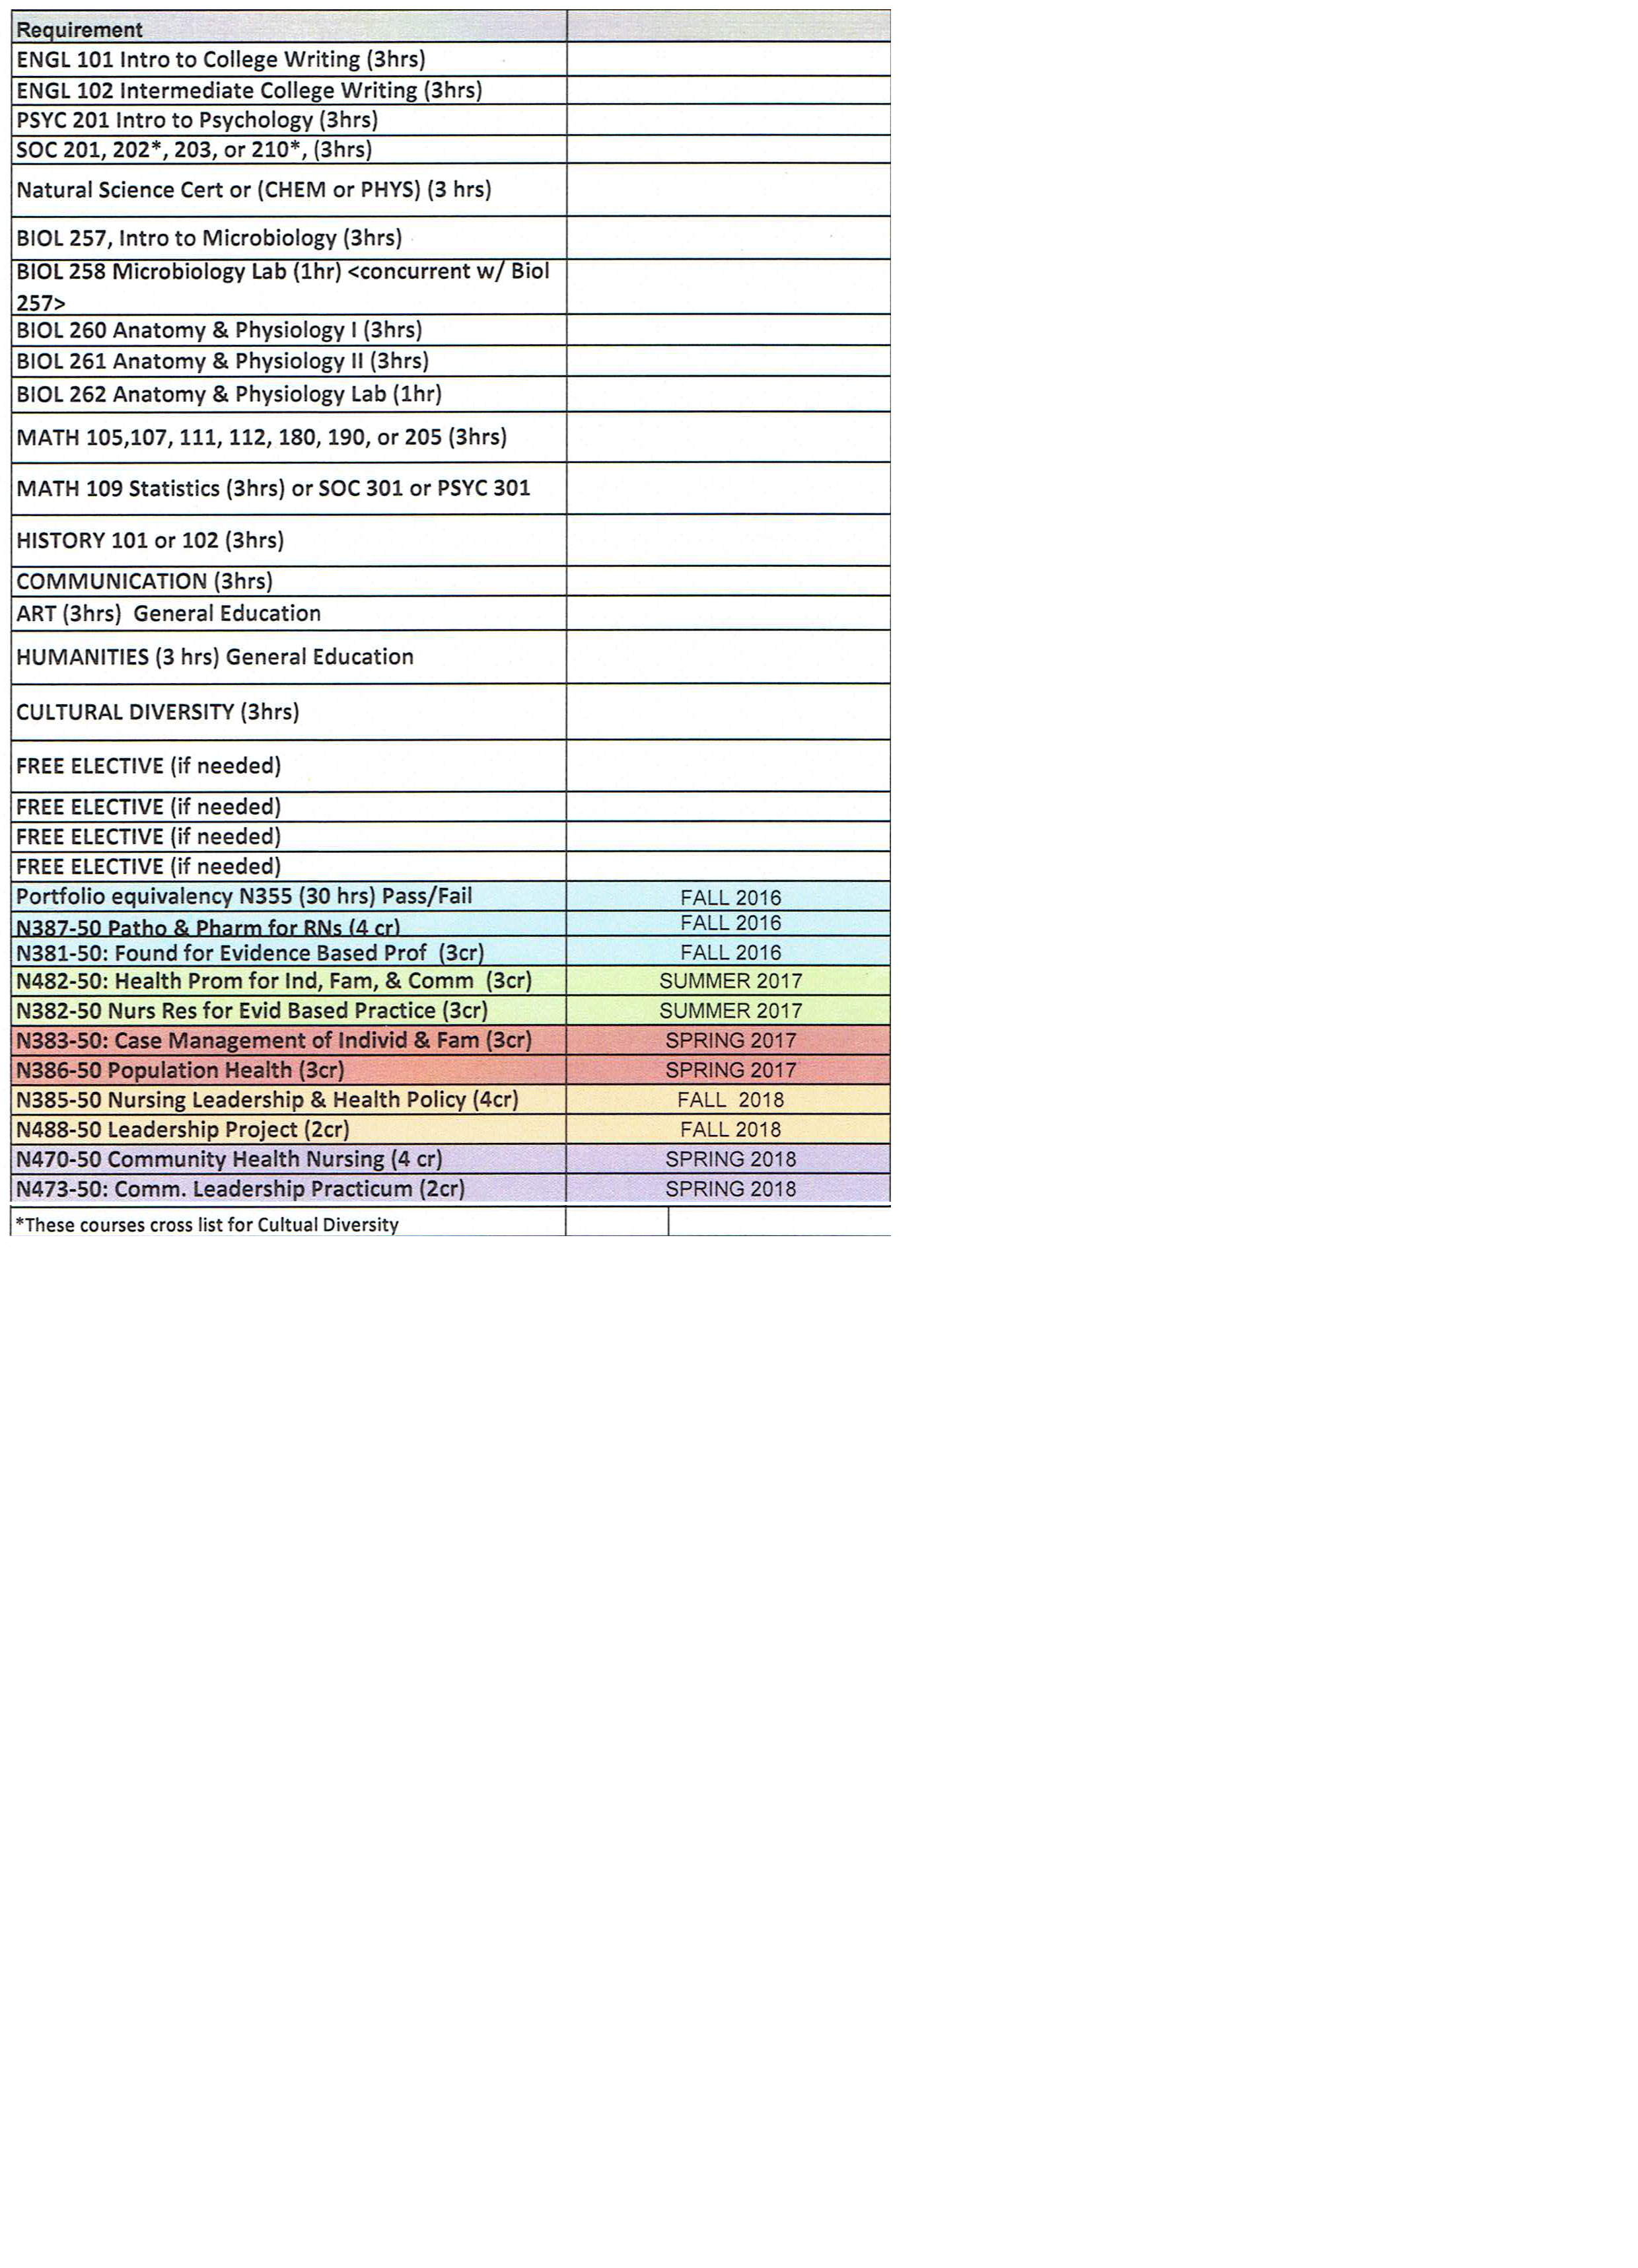 Requirement
ENGL 101 Intro to College Writing (3hrs)
ENGL 102 Intermediate College Writing (3hrs)
PSYC 201 Intro to Psychology (3hrs)
SOC 201, 202*, 203, or 210*, (3hrs)
Natural Science Cert or (CHEM or PHYS) (3 hrs)
BIOL 257, Intro to Microbiology (3hrs)
BIOL 258 Microbiology Lab (1hr) <concurrent w/ Biol
257>
BIOL 260 Anatomy & Physiology I (3hrs)
BIOL 261 Anatomy & Physiology II (3hrs)
BIOL 262 Anatomy & Physiology Lab (1hr)
MATH 105,107, 111, 112, 180, 190, or 205 (3hrs)
MATH 109 Statistics (3hrs) or SOC 301 or PSYC 301
HISTORY 101 or 102 (3hrs)
COMMUNICATION (3hrs)
ART (3hrs)  General Education
HUMANITIES (3 hrs) General Education
CULTURAL DIVERSITY (3hrs)
FREE ELECTIVE (if needed)
FREE ELECTIVE (if needed)
FREE ELECTIVE (if needed)
FREE ELECTIVE (if needed)
Portfolio equivalency N355 (30 hrs) Pass/Fail FALL 2016
N387-50 Patho & Pharm for RNs (4 cr) FALL 2016
N381-50: Found for Evidence Based Prof  (3cr) FALL 2016
N482-50: Health Prom for Ind, Fam, & Comm  (3cr) SUMMER 2017
N382-50 Nurs Res for Evid Based Practice (3cr) SUMMER 2017
N383-50: Case Management of Individ & Fam (3cr) SPRING 2017
N386-50 Population Health (3cr) SPRING 2017
N385-50 Nursing Leadership & Health Policy (4cr) FALL  2018
N488-50 Leadership Project (2cr) FALL 2018
N470-50 Community Health Nursing (4 cr) SPRING 2018
N473-50: Comm. Leadership Practicum (2cr) SPRING 2018
*These courses cross list for Cultual Diversity